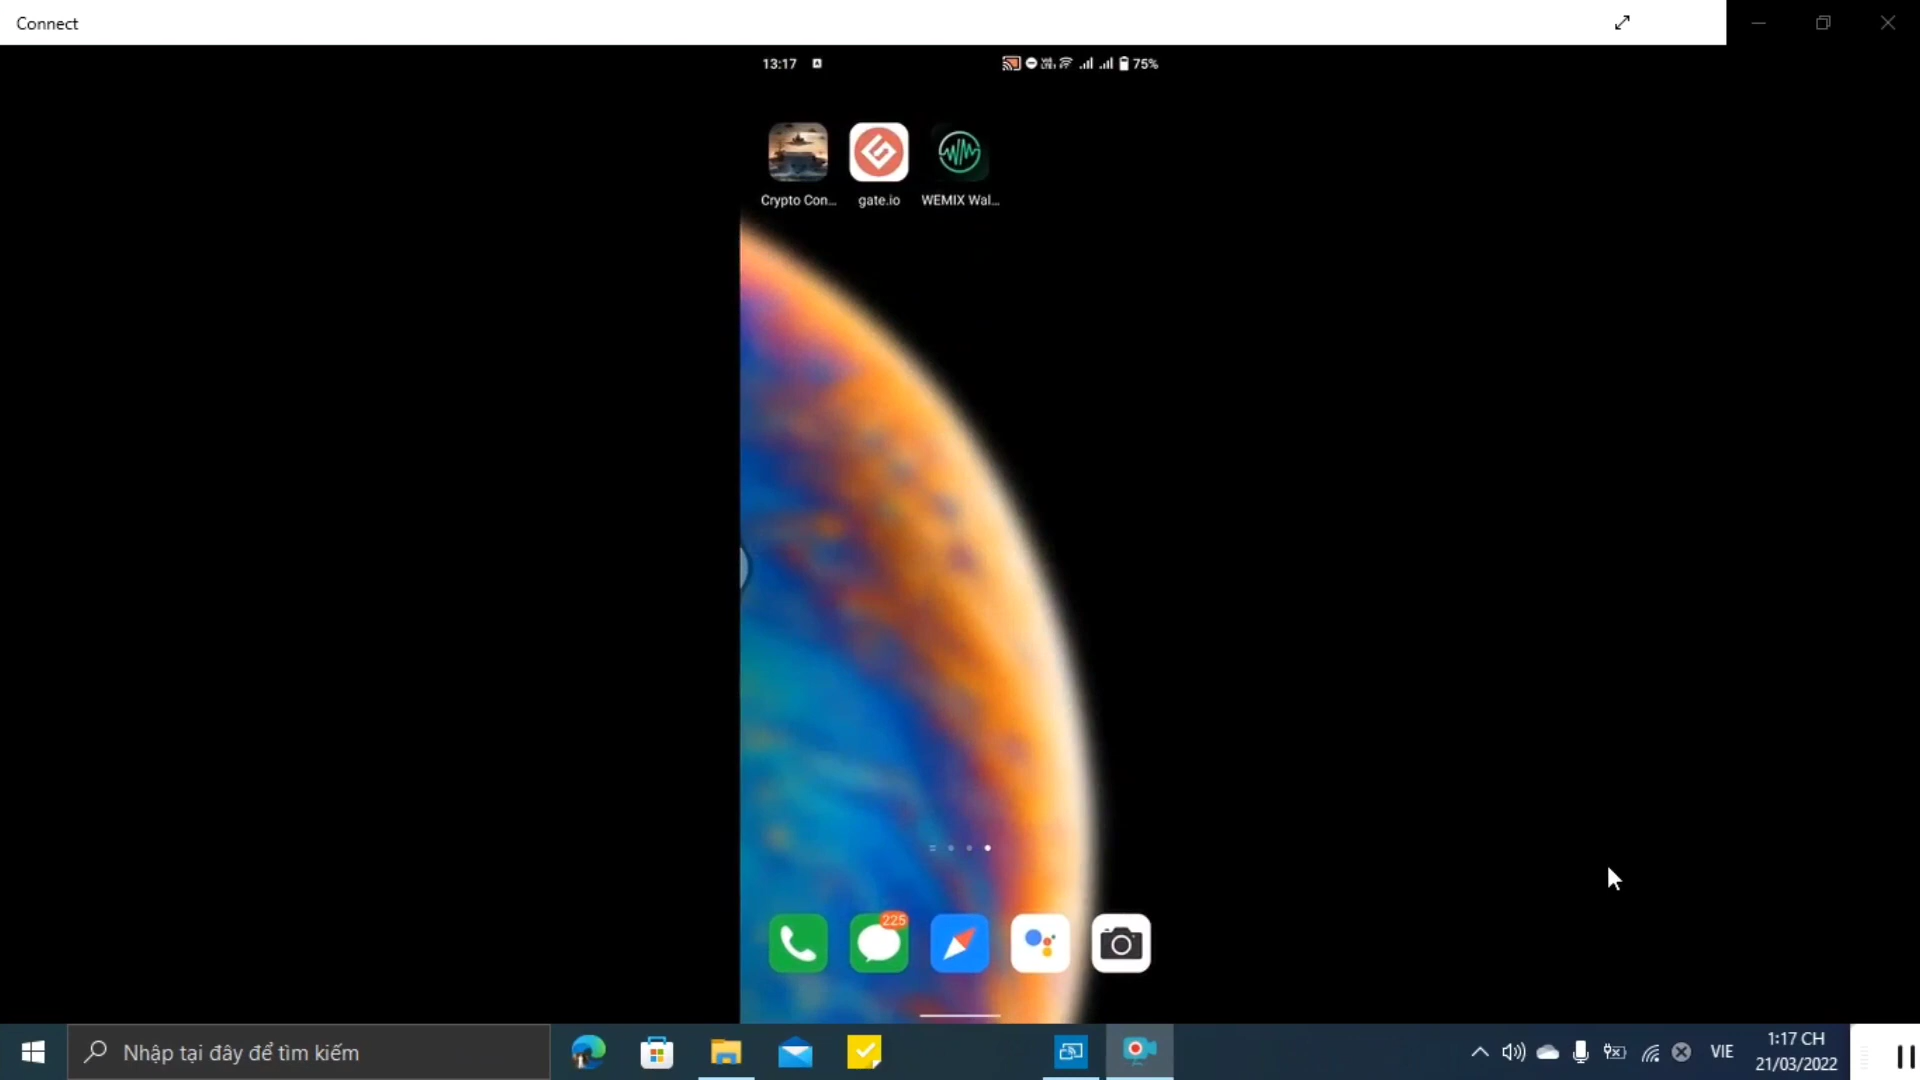 Connect
13:17
75%
Crypto Con...
gate.io
WEMIX Wal...
225
Nhập tại đây để tìm kiếm
VIE
1:17 CH
21/03/2022